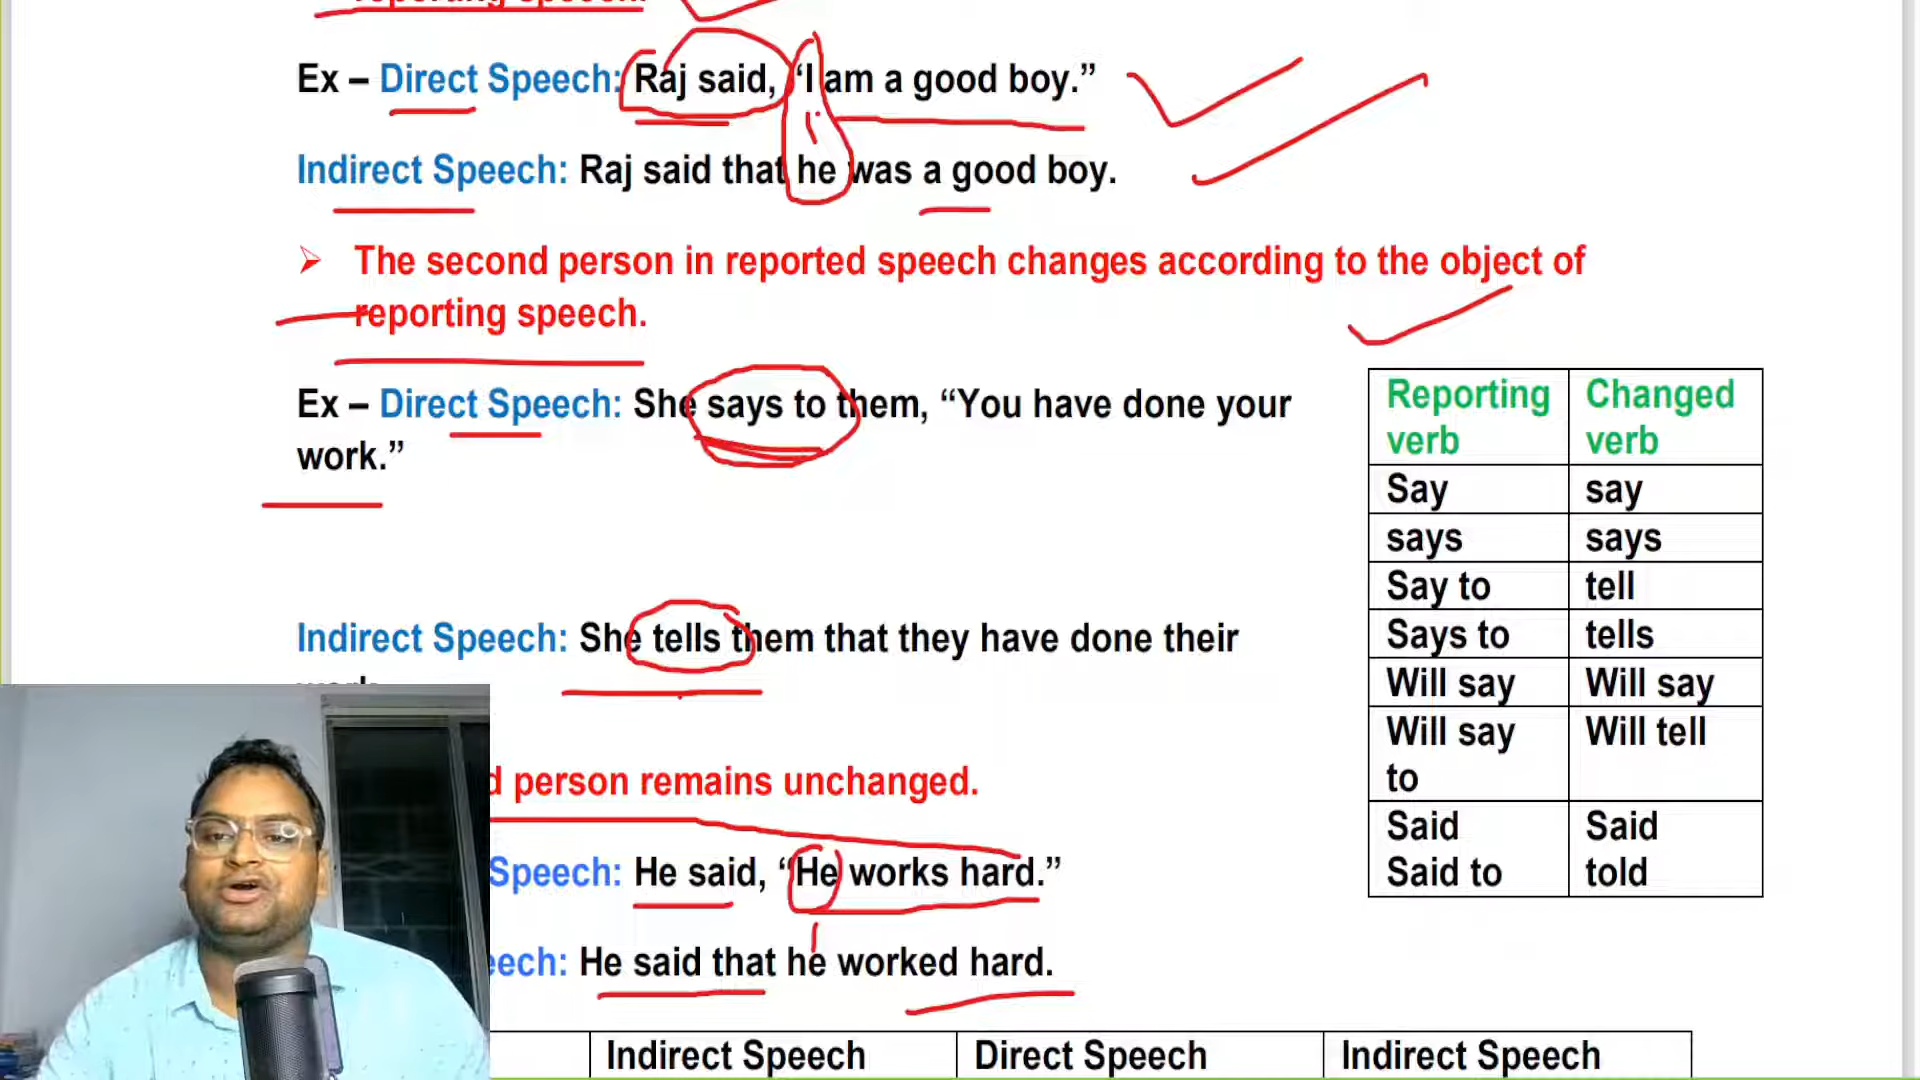 reporting speech.
Ex – Direct Speech: Raj said, “I am a good boy.”
Indirect Speech: Raj said that he was a good boy.
➢ The second person in reported speech changes according to the object of
reporting speech.
Ex – Direct Speech: She says to them, “You have done your
work.”
Indirect Speech: She tells them that they have done their
d person remains unchanged.
Speech: He said, “He works hard.”
eech: He said that he worked hard.
Reporting verb Changed verb
Say say
says says
Say to tell
Says to tells
Will say Will say
Will say to Will tell
Said Said
Said to told
Indirect Speech Direct Speech Indirect Speech